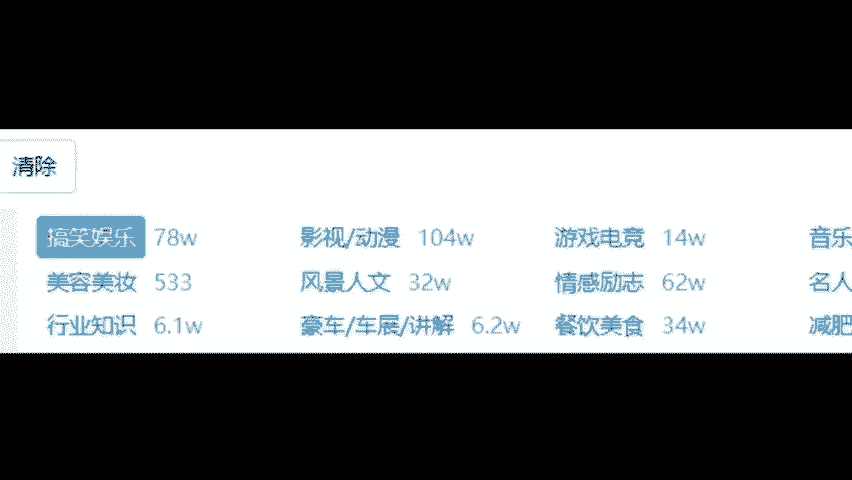 清除
搞笑娱乐 78w 影视/动漫 104w 游戏电竞 14w 音乐
美容美妆 533 风景人文 32w 情感励志 62w 名人
行业知识 6.1w 豪车/车展/讲解 6.2w 餐饮美食 34w 减肥